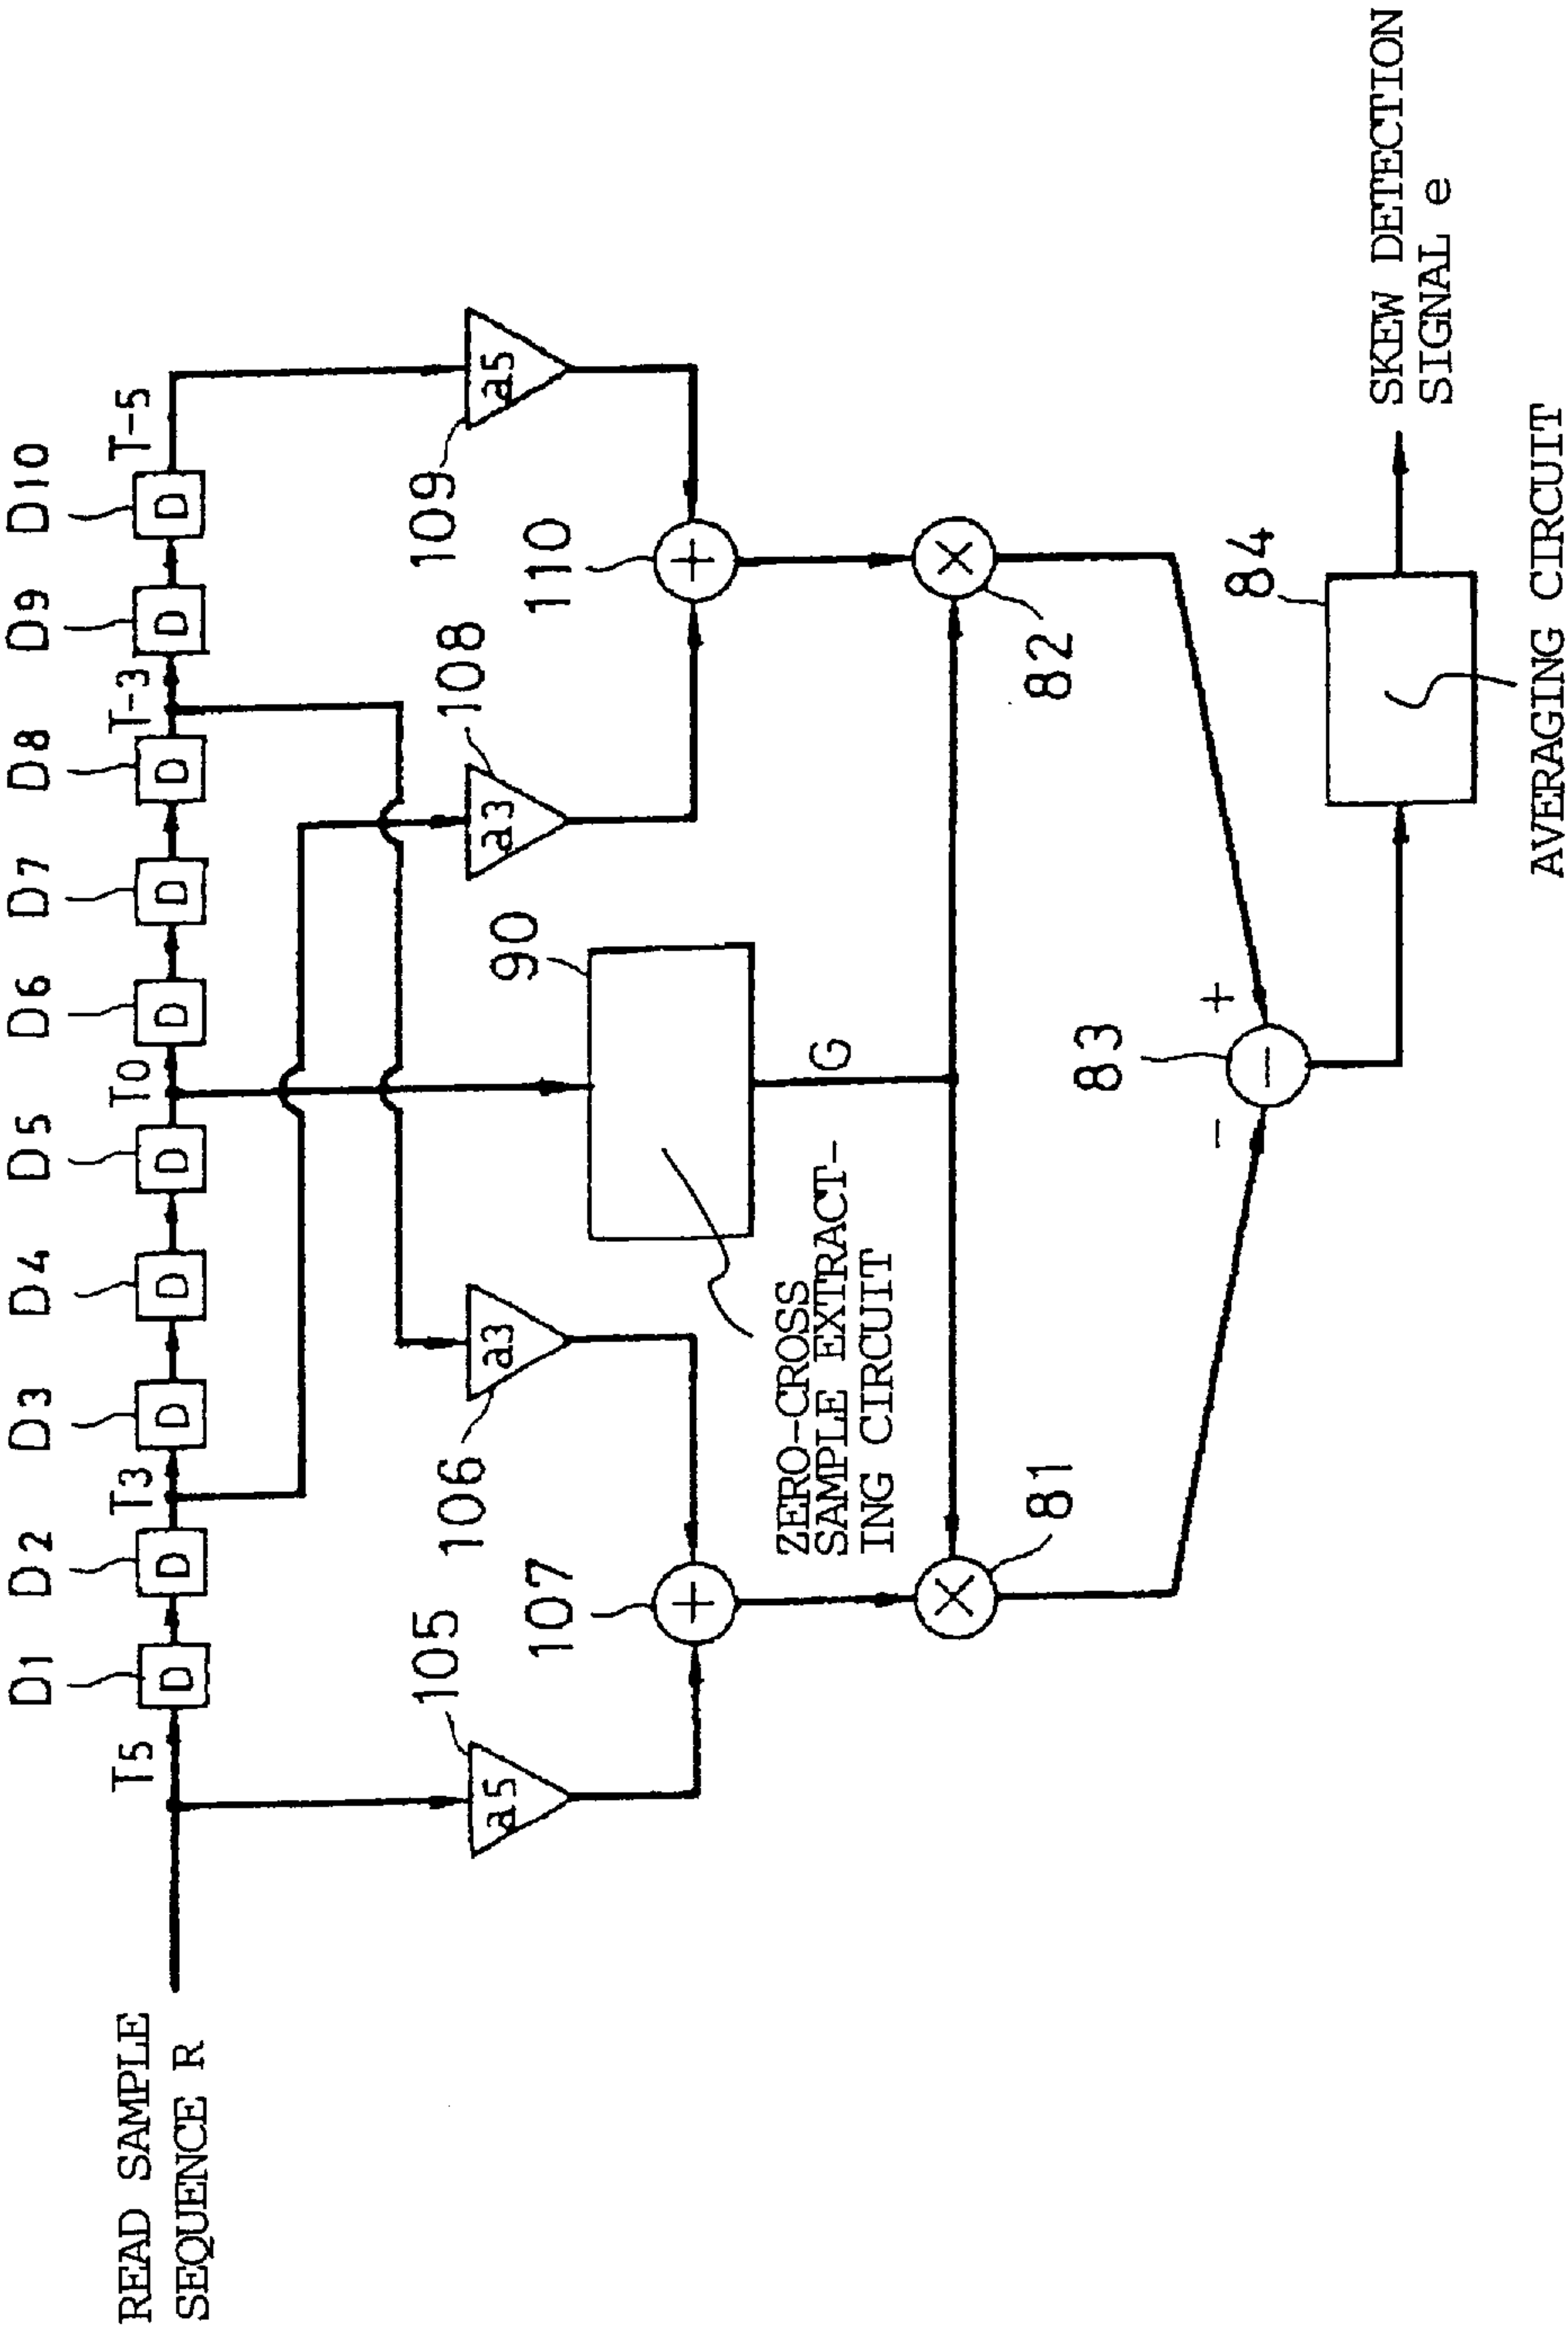 READ SAMPLE
SEQUENCE R
D1 D2 D3 D4 D5 D6 D7 D8 D9 D10
T5 T3 T0 T-3 T-5
D D D D D D D D D D
105 106 90 108 109
a5 a3 a3 a5
107 110
+ +
ZERO-CROSS
SAMPLE EXTRACT-
ING CIRCUIT
G
× ×
81 82
83
- +
-
84
AVERAGING CIRCUIT
SKEW DETECTION
SIGNAL e